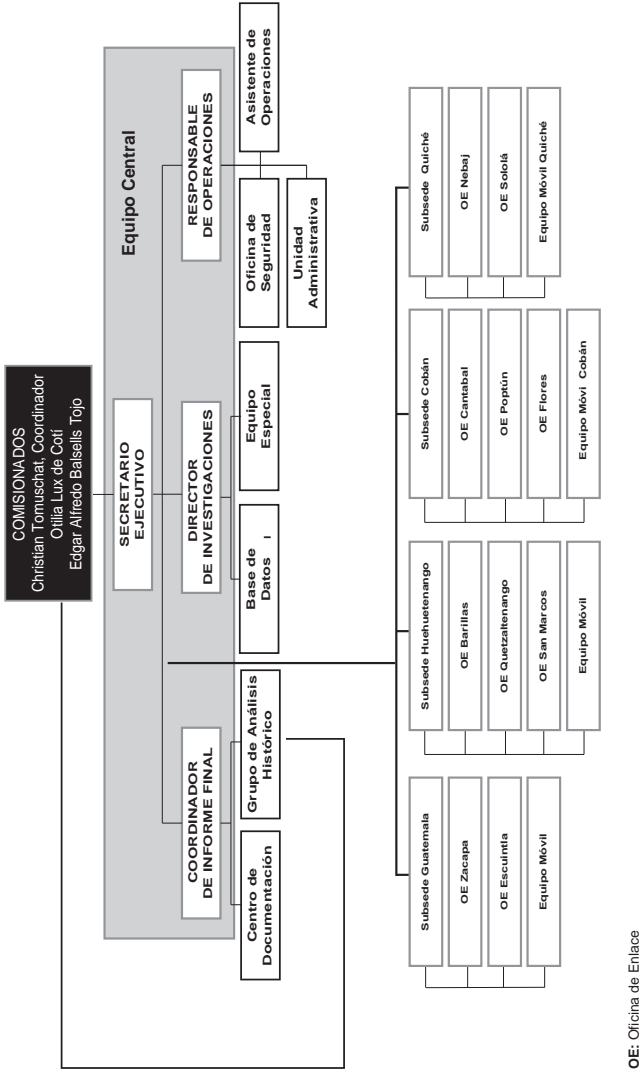 COMISIONADOS
Christian Tomuschat, Coordinador
Otilia Lux de Cotí
Edgar Alfredo Balsells Tojo
Equipo Central
SECRETARIO
EJECUTIVO
COORDINADOR
DE INFORME FINAL
DIRECTOR
DE INVESTIGACIONES
RESPONSABLE
DE OPERACIONES
Centro de
Documentación
Grupo de Análisis
Histórico
Base de
Datos
Equipo
Especial
Oficina de
Seguridad
Asistente de
Operaciones
Unidad
Administrativa
Subsede Guatemala
OE Zacapa
OE Escuintla
Equipo Móvil
Subsede Huehuetenango
OE Barillas
OE Quetzaltenango
OE San Marcos
Equipo Móvil
Subsede Cobán
OE Cantabal
OE Poptún
OE Flores
Equipo Móvi Cobán
Subsede Quiché
OE Nebaj
OE Sololá
Equipo Móvil Quiché
OE: Oficina de Enlace